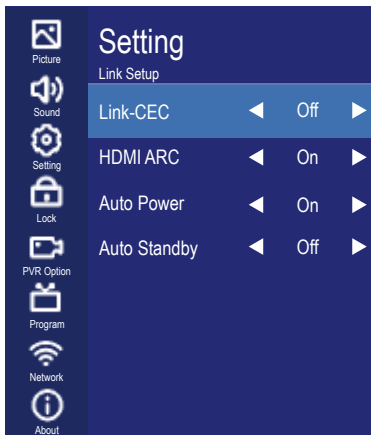 Picture
Sound
Setting
Lock
PVR Option
Program
Network
About
Setting
Link Setup
Link-CEC Off
HDMI ARC On
Auto Power On
Auto Standby Off